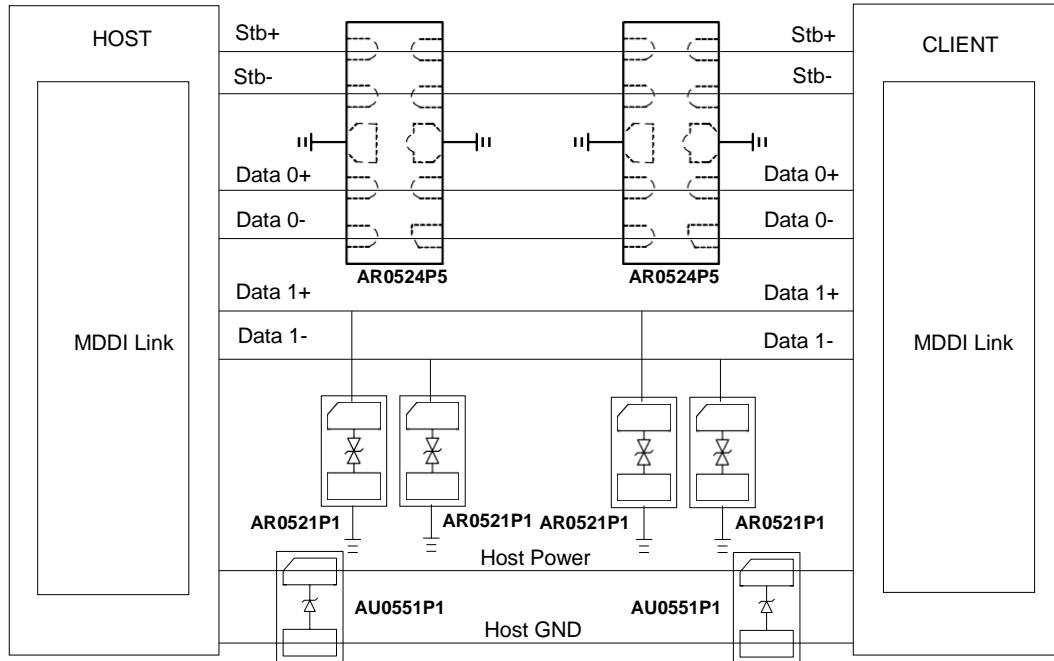 HOST
Stb+
Stb+
CLIENT
Stb-
Stb-
Data 0+
Data 0+
Data 0-
Data 0-
AR0524P5
AR0524P5
Data 1+
Data 1+
Data 1-
Data 1-
MDDI Link
MDDI Link
AR0521P1
AR0521P1
AR0521P1
AR0521P1
Host Power
AU0551P1
AU0551P1
Host GND